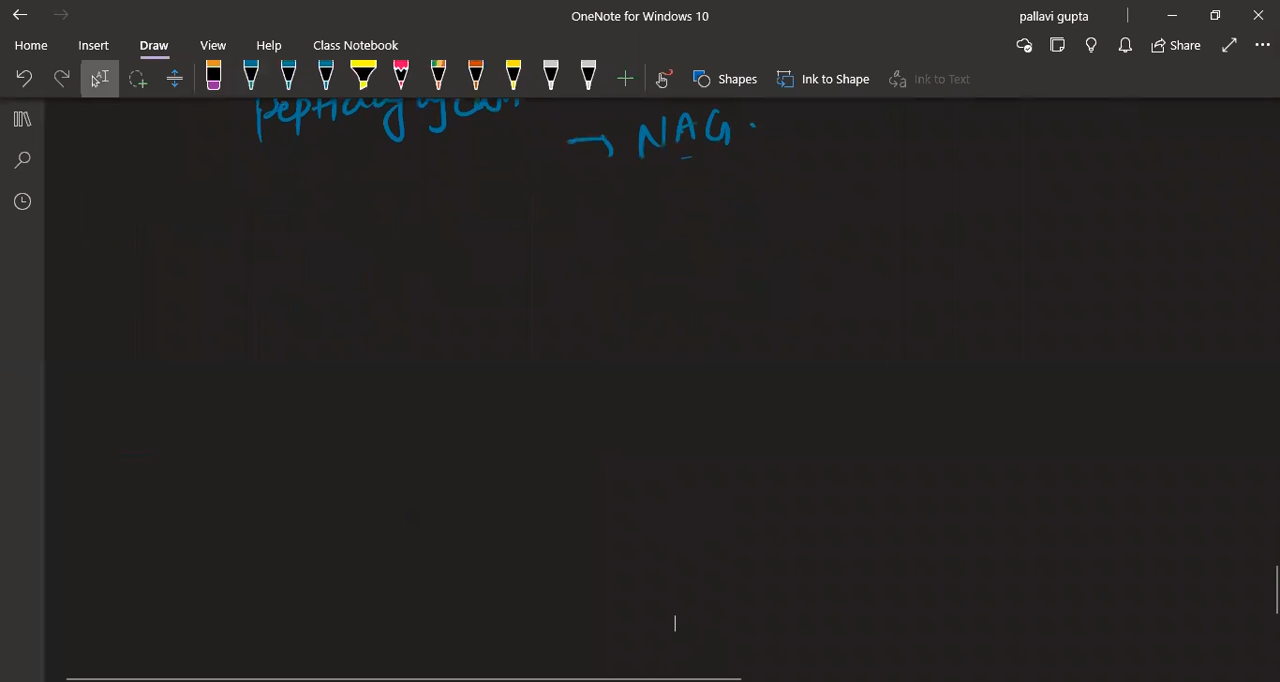 OneNote for Windows 10
pallavi gupta
Home Insert Draw View Help Class Notebook
Share
Shapes Ink to Shape Ink to Text
peptidoglycan
→ NAG